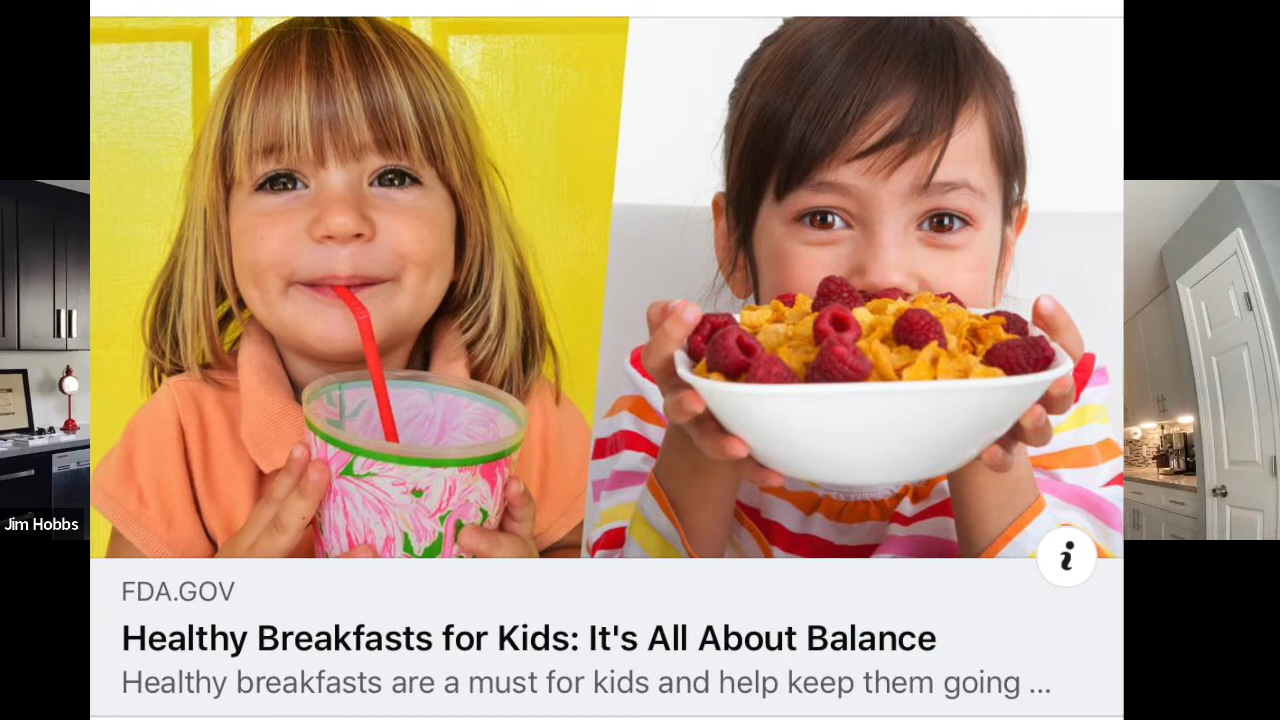 Jim Hobbs
FDA.GOV
Healthy Breakfasts for Kids: It's All About Balance
Healthy breakfasts are a must for kids and help keep them going ...